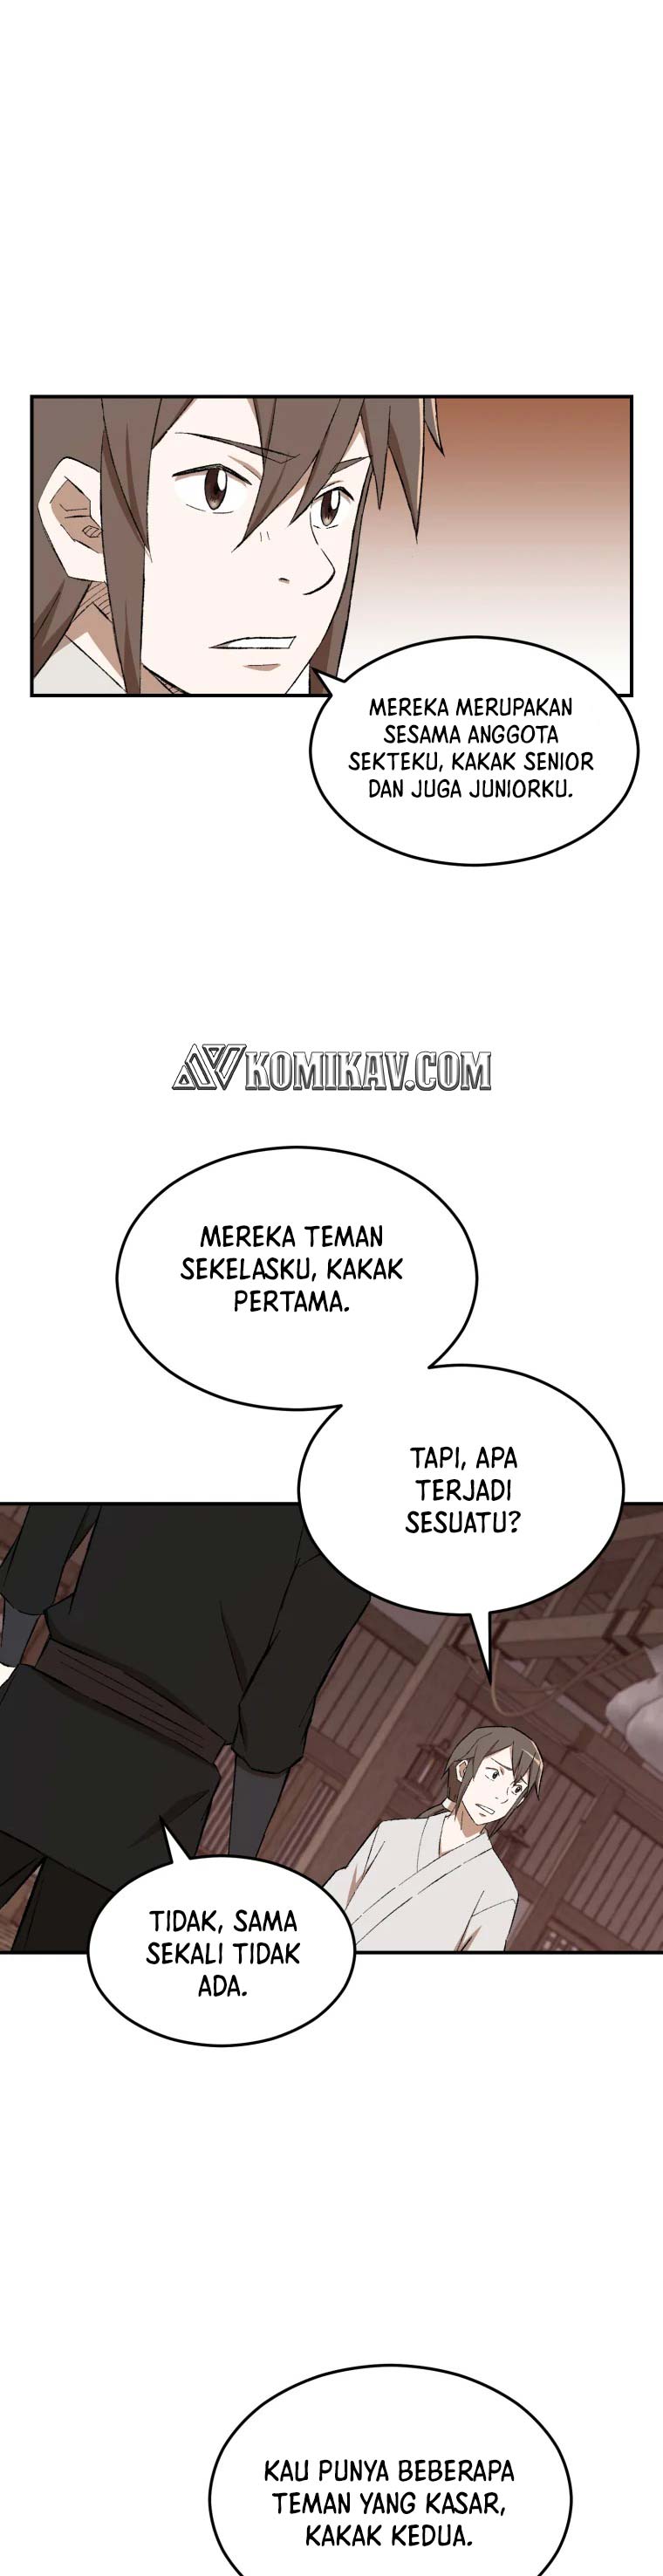 MEREKA MERUPAKAN
SESAMA ANGGOTA
SEKTEKU, KAKAK SENIOR
DAN JUGA JUNIORKU.
KOMIKAV.COM
MEREKA TEMAN
SEKELASKU, KAKAK
PERTAMA.
TAPI, APA
TERJADI
SESUATU?
TIDAK, SAMA
SEKALI TIDAK
ADA.
KAU PUNYA BEBERAPA
TEMAN YANG KASAR,
KAKAK KEDUA.